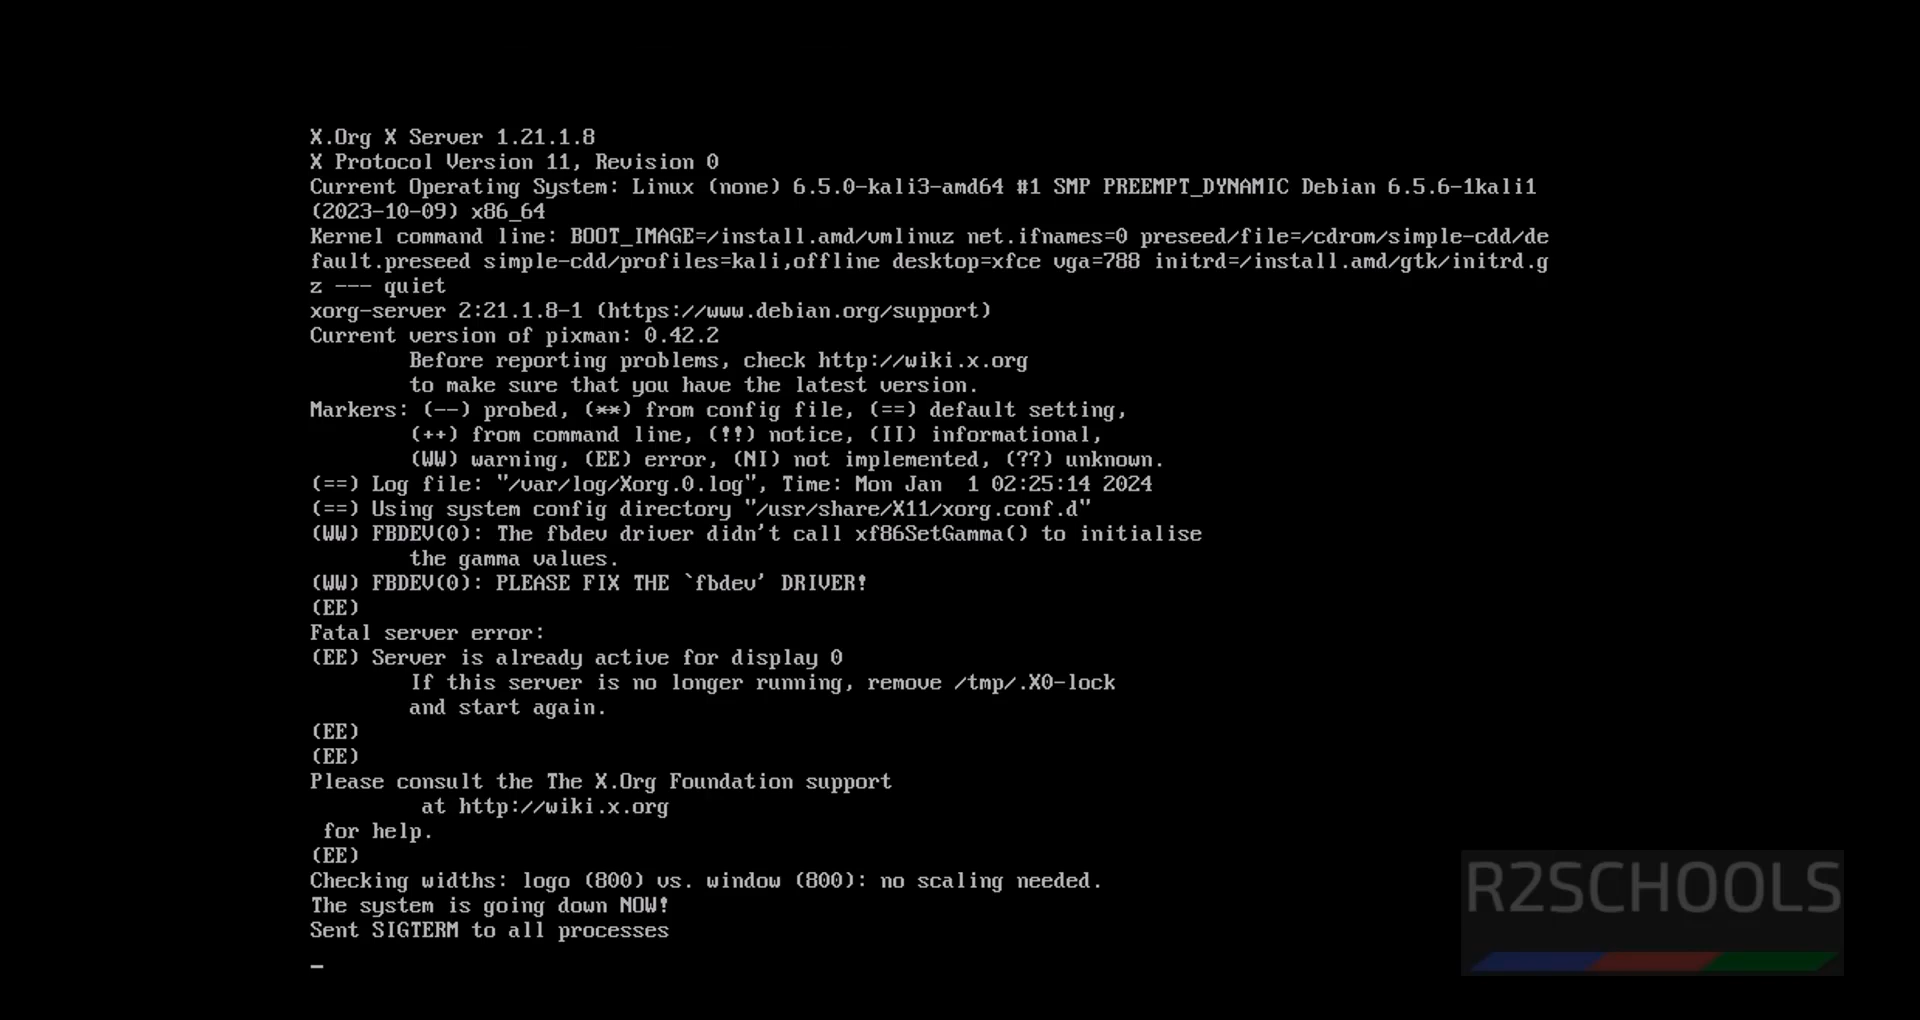 X.Org X Server 1.21.1.8
X Protocol Version 11, Revision 0
Current Operating System: Linux (none) 6.5.0-kali3-amd64 #1 SMP PREEMPT_DYNAMIC Debian 6.5.6-1kali1
(2023-10-09) x86_64
Kernel command line: BOOT_IMAGE=/install.amd/vmlinuz net.ifnames=0 preseed/file=/cdrom/simple-cdd/de
fault.preseed simple-cdd/profiles=kali,offline desktop=xfce vga=788 initrd=/install.amd/gtk/initrd.g
z --- quiet
xorg-server 2:21.1.8-1 (https://www.debian.org/support)
Current version of pixman: 0.42.2
Before reporting problems, check http://wiki.x.org
to make sure that you have the latest version.
Markers: (--) probed, (**) from config file, (==) default setting,
(++) from command line, (!!) notice, (II) informational,
(WW) warning, (EE) error, (NI) not implemented, (??) unknown.
(==) Log file: "/var/log/Xorg.0.log", Time: Mon Jan  1 02:25:14 2024
(==) Using system config directory "/usr/share/X11/xorg.conf.d"
(WW) FBDEV(0): The fbdev driver didn't call xf86SetGamma() to initialise
the gamma values.
(WW) FBDEV(0): PLEASE FIX THE `fbdev' DRIVER!
(EE)
Fatal server error:
(EE) Server is already active for display 0
If this server is no longer running, remove /tmp/.X0-lock
and start again.
(EE)
(EE)
Please consult the The X.Org Foundation support
at http://wiki.x.org
for help.
(EE)
Checking widths: logo (800) vs. window (800): no scaling needed.
The system is going down NOW!
Sent SIGTERM to all processes
_
R2SCHOOLS